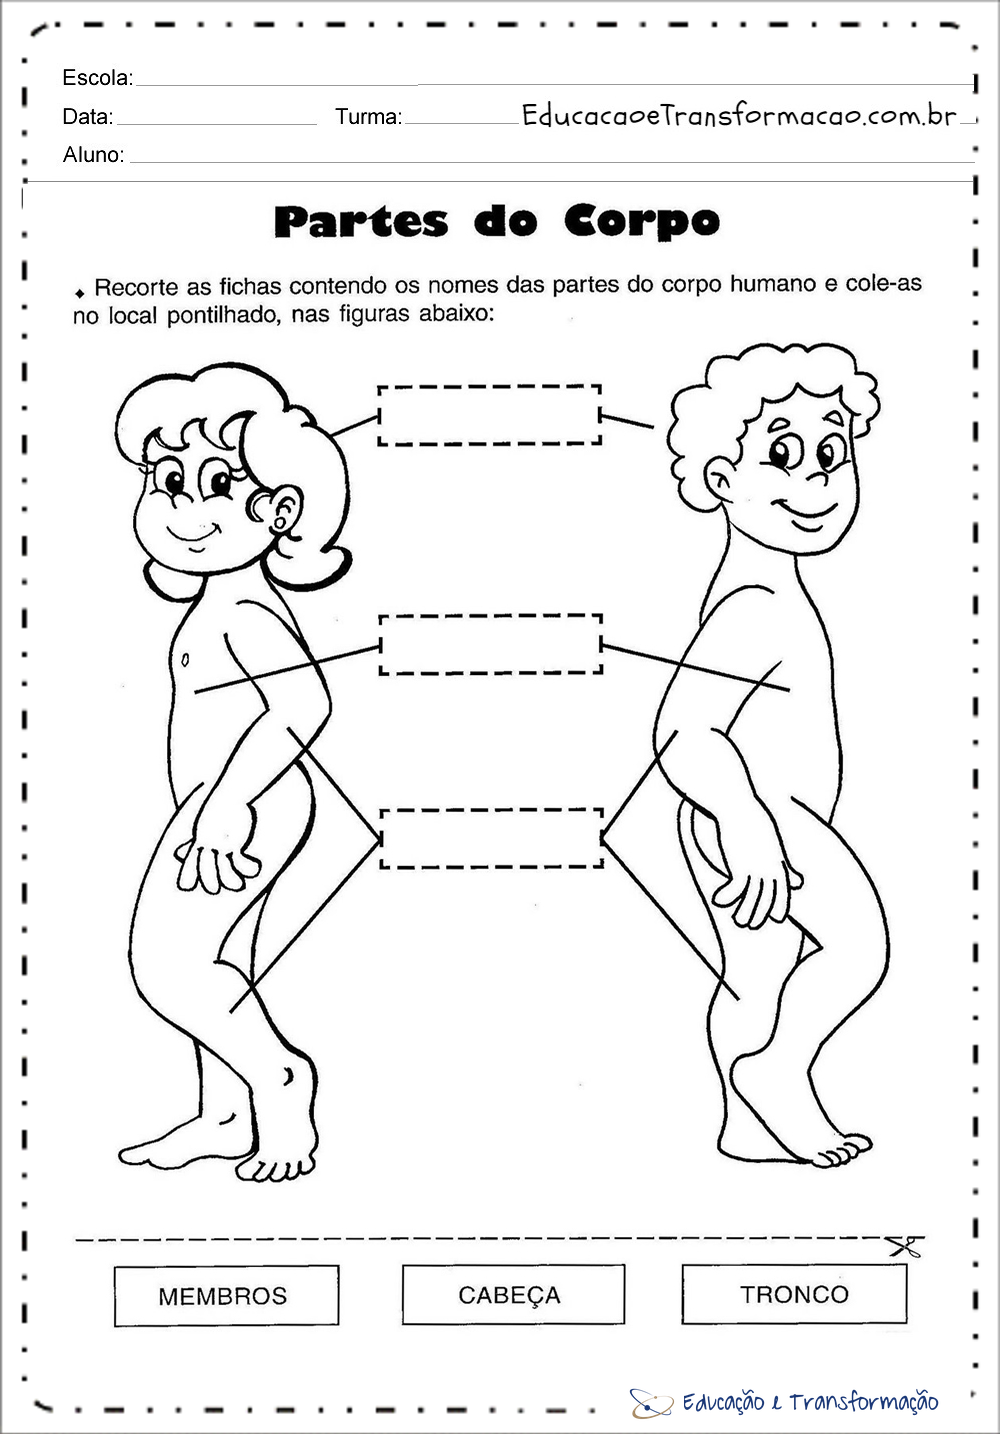 Escola:
Data: Turma: EducacaoeTransformacao.com.br
Aluno:
Partes do Corpo
Recorte as fichas contendo os nomes das partes do corpo humano e cole-as
no local pontilhado, nas figuras abaixo:
MEMBROS CABEÇA TRONCO
Educação e Transformação